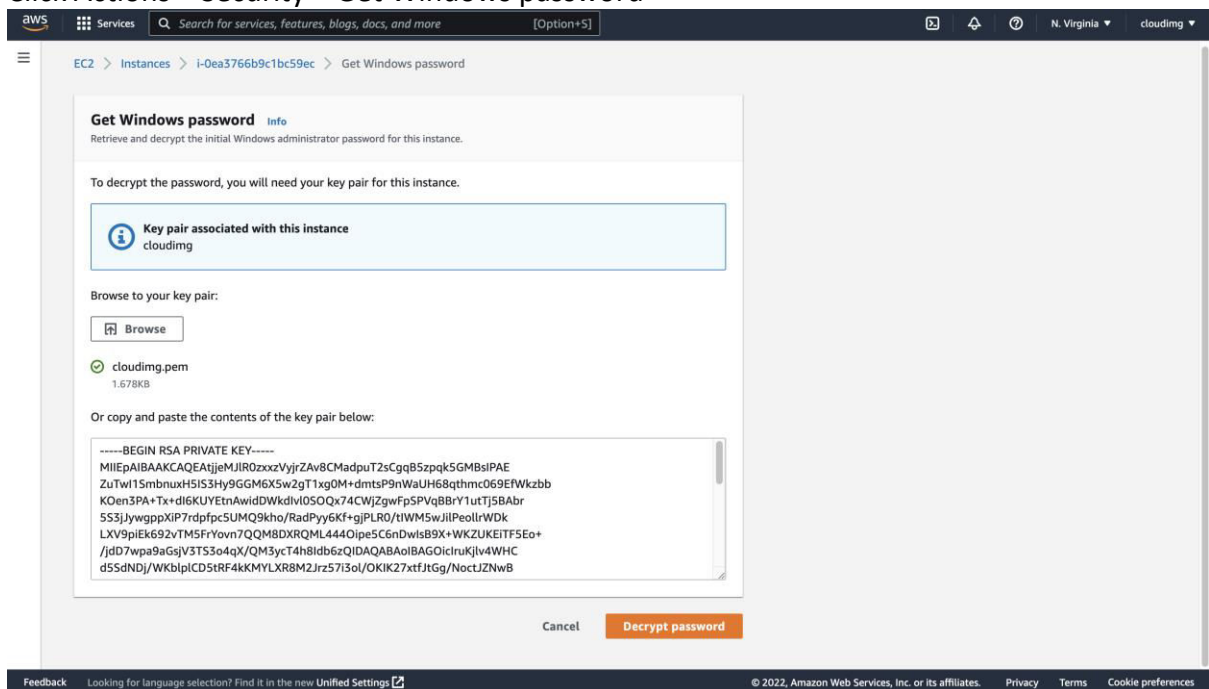 Click Actions – Security – Get Windows password
aws
Services
Search for services, features, blogs, docs, and more
[Option+S]
N. Virginia
cloudimg
EC2 > Instances > i-0ea3766b9c1bc59ec > Get Windows password
Get Windows password Info
Retrieve and decrypt the initial Windows administrator password for this instance.
To decrypt the password, you will need your key pair for this instance.
Key pair associated with this instance
cloudimg
Browse to your key pair:
Browse
cloudimg.pem
1.678KB
Or copy and paste the contents of the key pair below:
-----BEGIN RSA PRIVATE KEY-----
Cancel
Decrypt password
Feedback
Looking for language selection? Find it in the new Unified Settings
© 2022, Amazon Web Services, Inc. or its affiliates.
Privacy
Terms
Cookie preferences